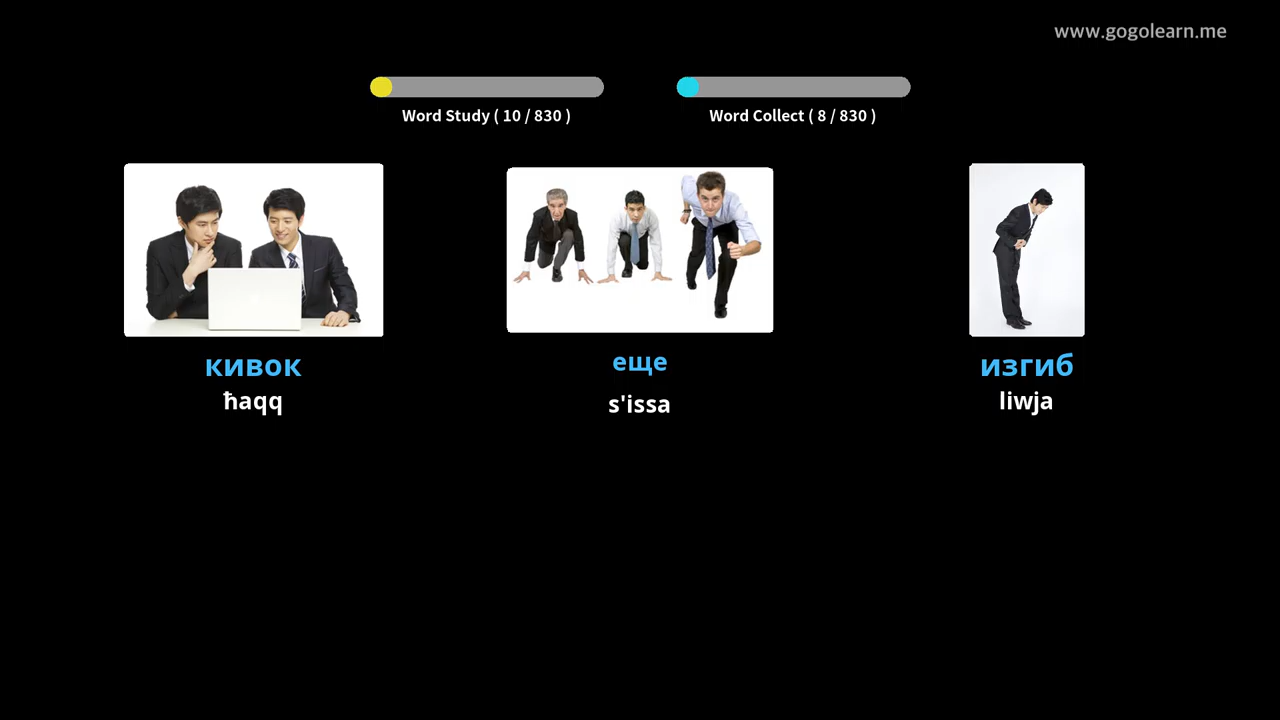 www.gogolearn.me
Word Study ( 10 / 830 )
Word Collect ( 8 / 830 )
кивок
ħaqq
еще
s'issa
изгиб
liwja